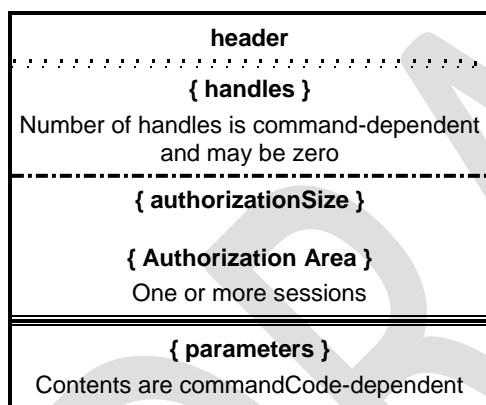 header
{ handles }
Number of handles is command-dependent
and may be zero
{ authorizationSize }
{ Authorization Area }
One or more sessions
{ parameters }
Contents are commandCode-dependent